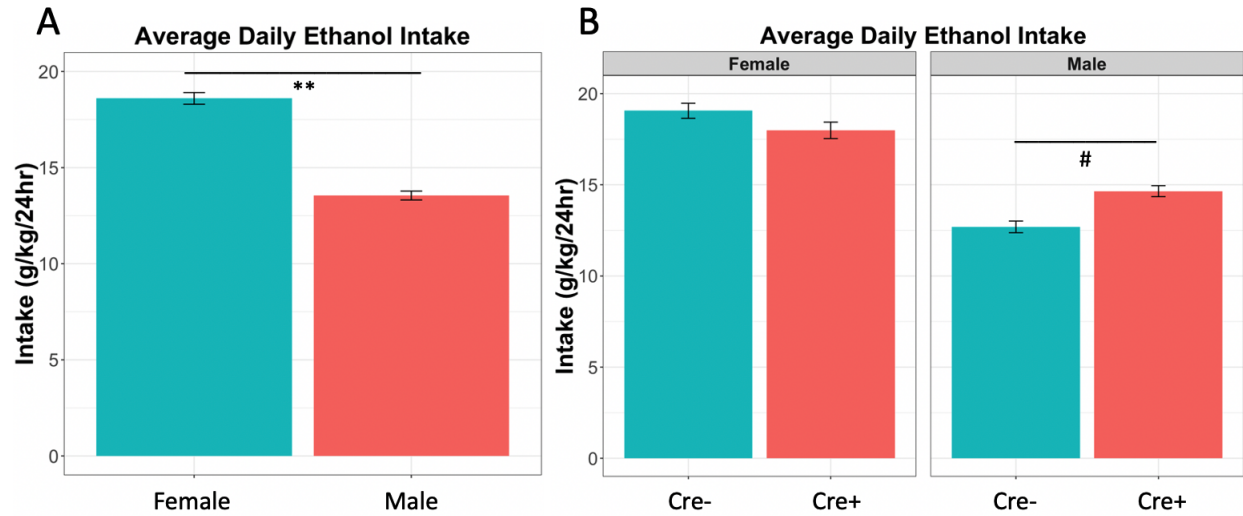 A
Average Daily Ethanol Intake
**
Intake (g/kg/24hr)
20
15
10
5
0
Female Male
B
Average Daily Ethanol Intake
Female Male
#
Intake (g/kg/24hr)
20
15
10
5
0
Cre- Cre+ Cre- Cre+